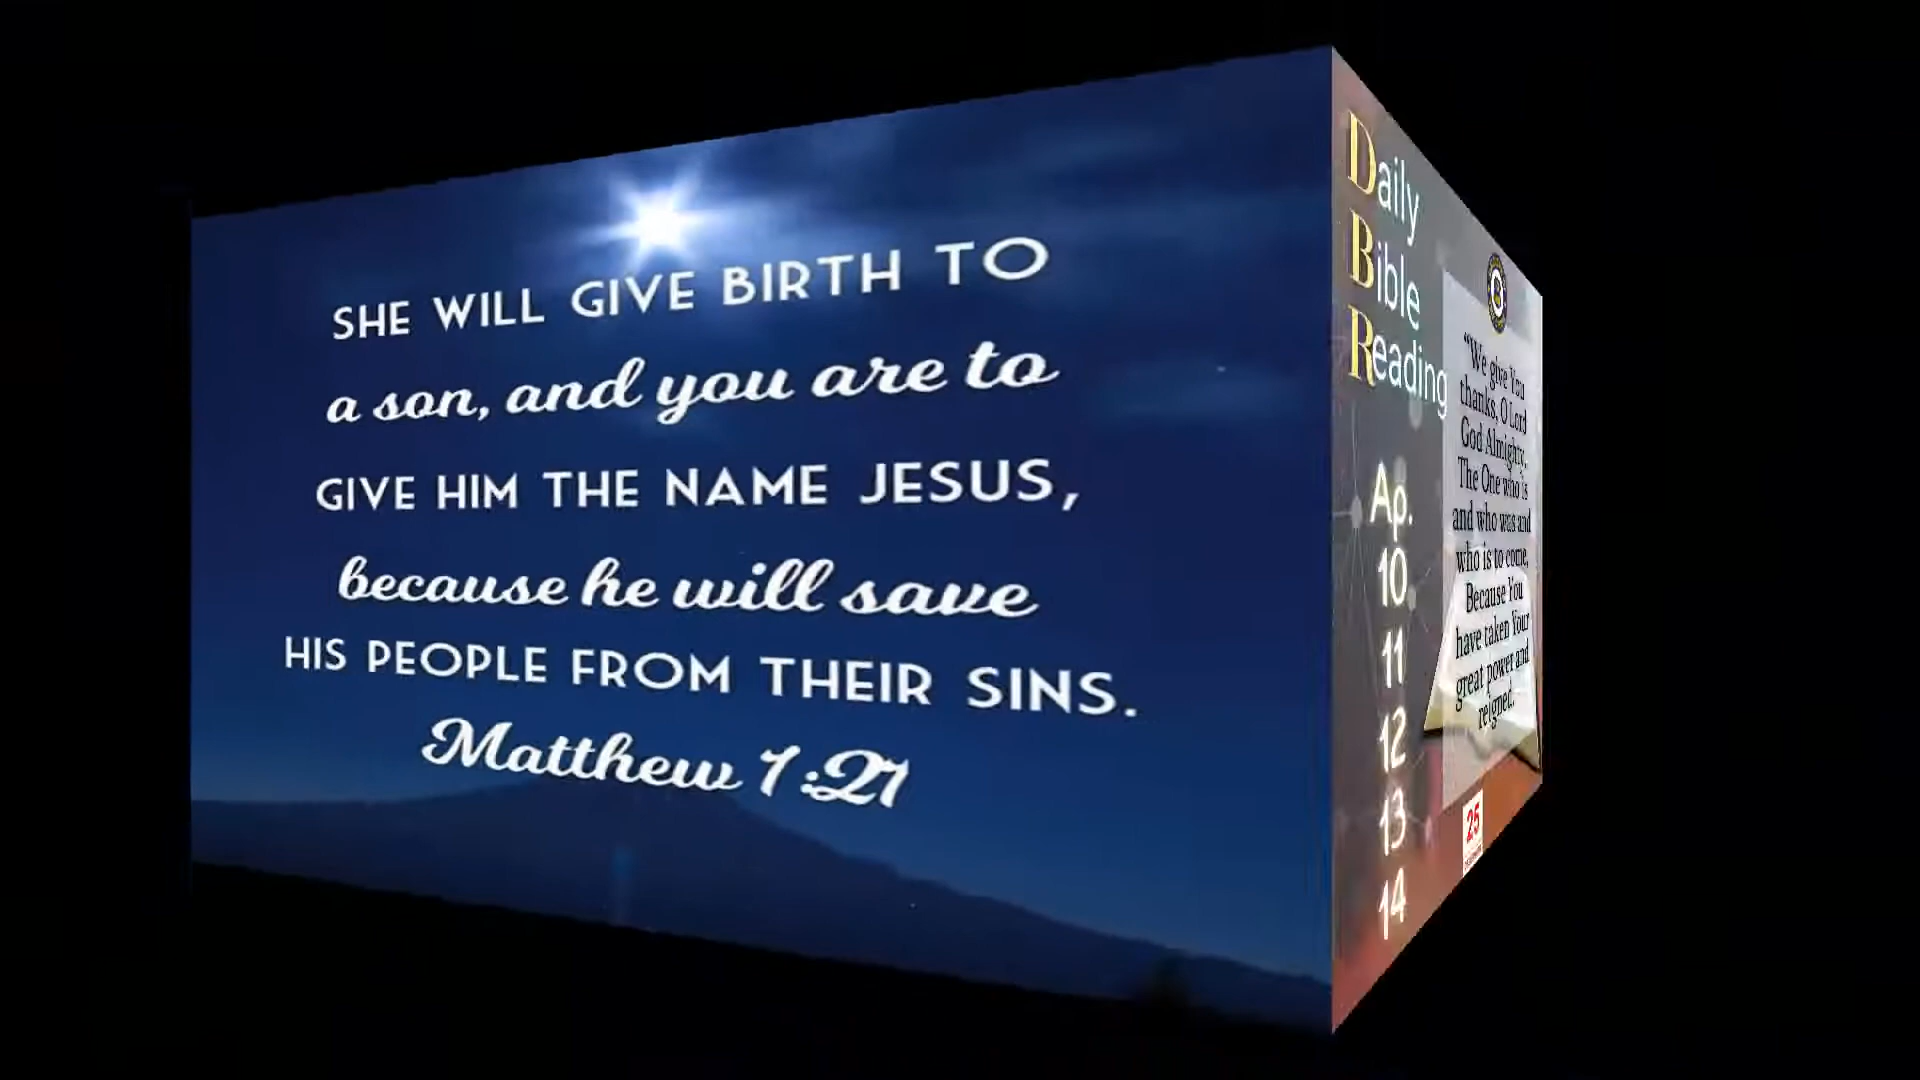 SHE WILL GIVE BIRTH TO
a son, and you are to
GIVE HIM THE NAME JESUS,
because he will save
HIS PEOPLE FROM THEIR SINS.
Matthew 1:21
Daily
Bible
Reading
Ap.
10
11
12
13
14
“We give You
thanks, O Lord
God Almighty,
The One who is
and who was and
who is to come,
Because You
have taken Your
great power and
reigned.
25